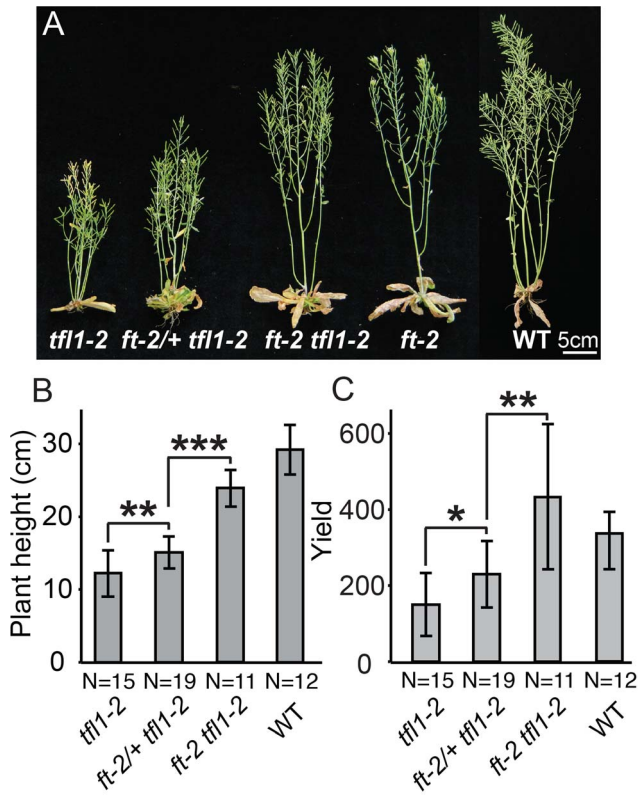 A
tfl1-2 ft-2/+ tfl1-2 ft-2 tfl1-2 ft-2 WT 5cm
B
Plant height (cm)
30
20
10
0
**
***
N=15 N=19 N=11 N=12
tfl1-2
ft-2/+ tfl1-2
ft-2 tfl1-2
WT
C
Yield
600
400
200
0
*
**
N=15 N=19 N=11 N=12
tfl1-2
ft-2/+ tfl1-2
ft-2 tfl1-2
WT